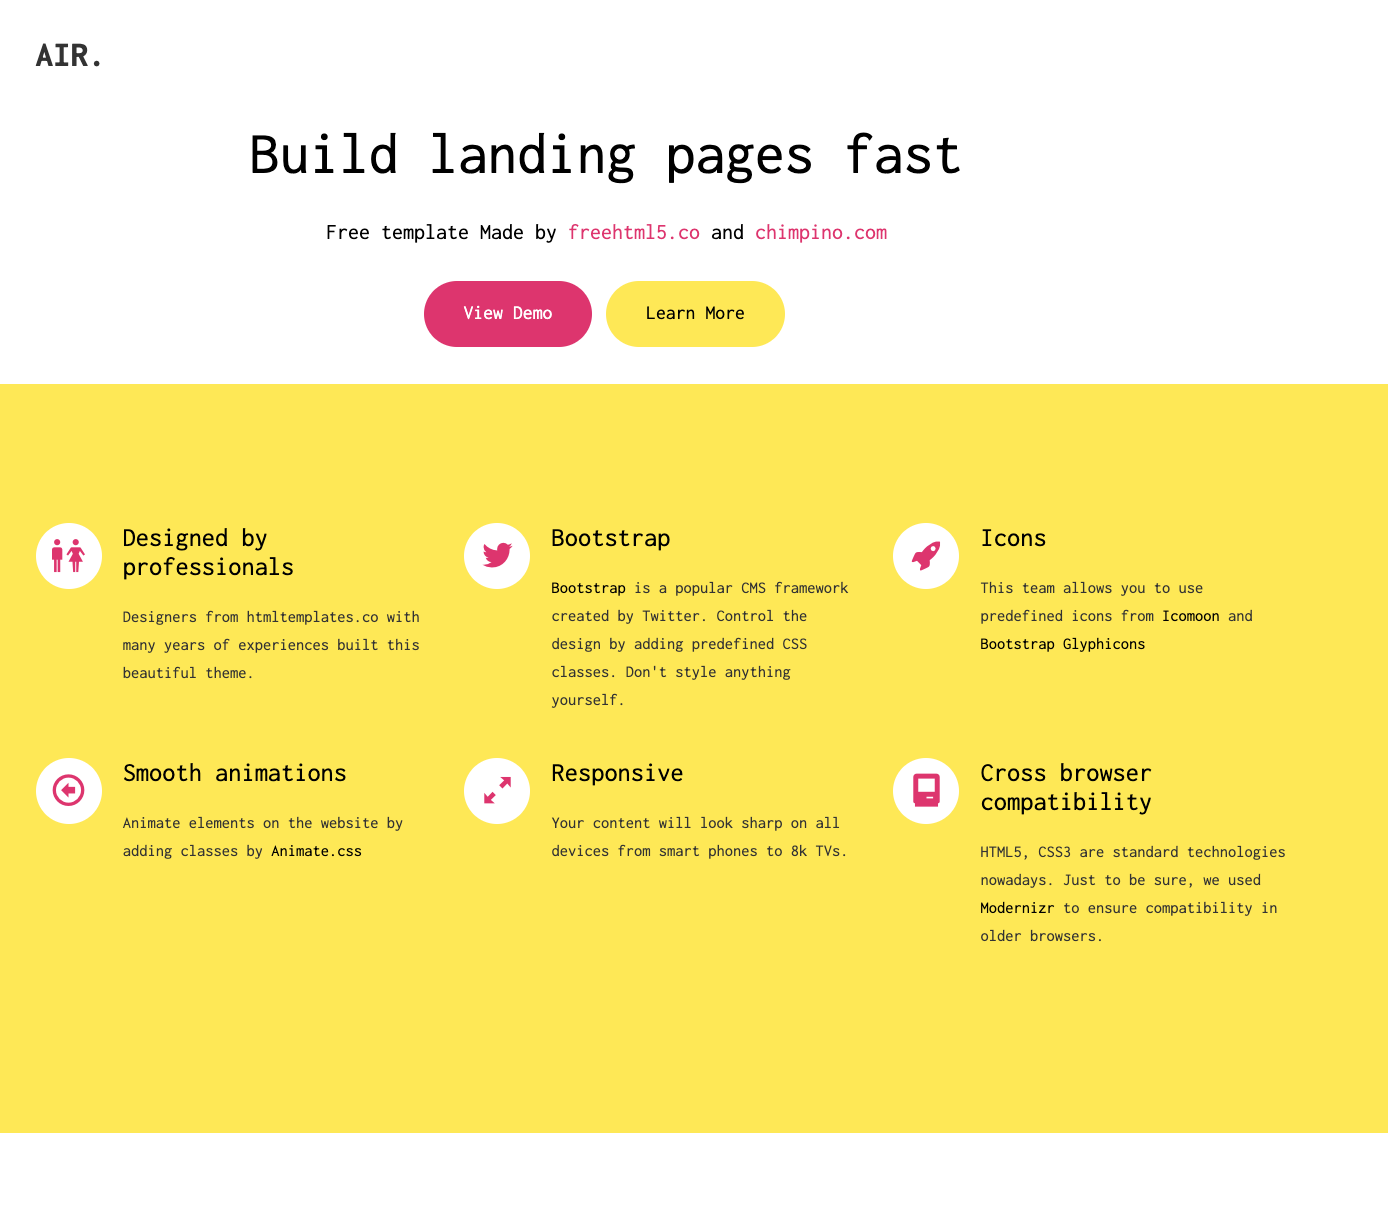 AIR.
Build landing pages fast
Free template Made by freehtml5.co and chimpino.com
View Demo
Learn More
Designed by
professionals
Designers from htmltemplates.co with
many years of experiences built this
beautiful theme.
Bootstrap
Bootstrap is a popular CMS framework
created by Twitter. Control the
design by adding predefined CSS
classes. Don't style anything
yourself.
Icons
This team allows you to use
predefined icons from Icomoon and
Bootstrap Glyphicons
Smooth animations
Animate elements on the website by
adding classes by Animate.css
Responsive
Your content will look sharp on all
devices from smart phones to 8k TVs.
Cross browser
compatibility
HTML5, CSS3 are standard technologies
nowadays. Just to be sure, we used
Modernizr to ensure compatibility in
older browsers.